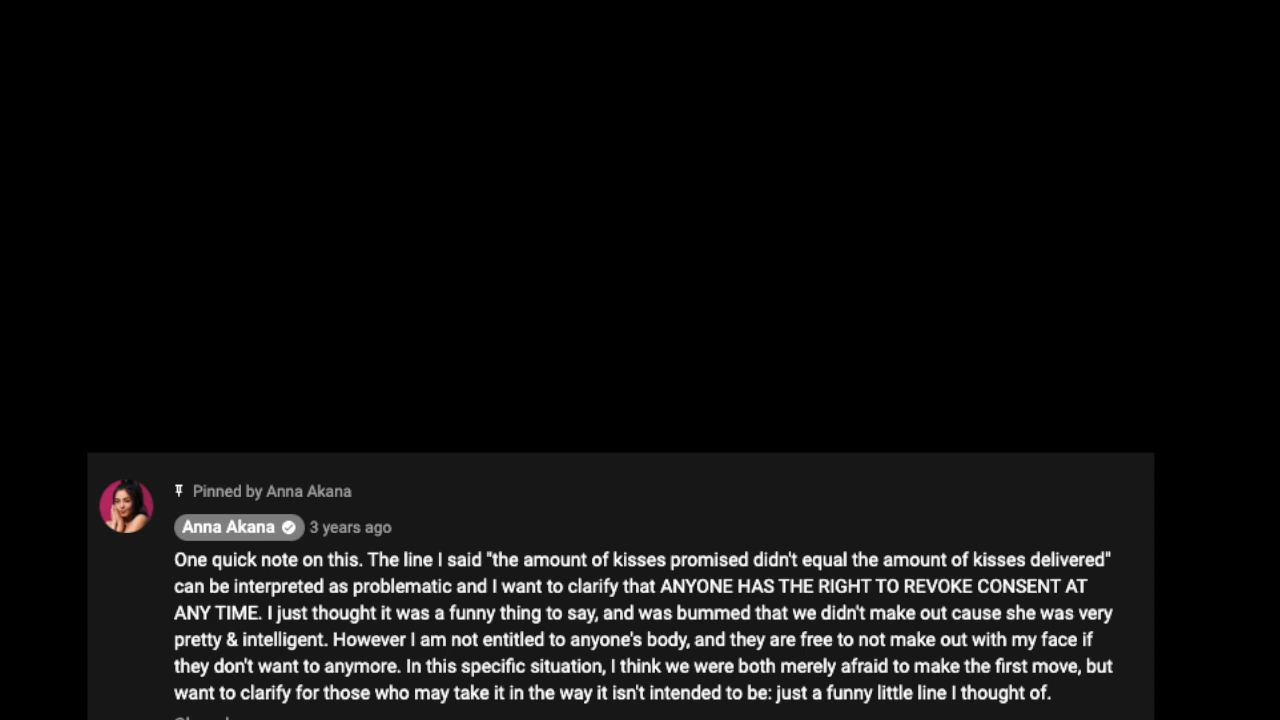 Pinned by Anna Akana
Anna Akana 3 years ago
One quick note on this. The line I said "the amount of kisses promised didn't equal the amount of kisses delivered"
can be interpreted as problematic and I want to clarify that ANYONE HAS THE RIGHT TO REVOKE CONSENT AT
ANY TIME. I just thought it was a funny thing to say, and was bummed that we didn't make out cause she was very
pretty & intelligent. However I am not entitled to anyone's body, and they are free to not make out with my face if
they don't want to anymore. In this specific situation, I think we were both merely afraid to make the first move, but
want to clarify for those who may take it in the way it isn't intended to be: just a funny little line I thought of.